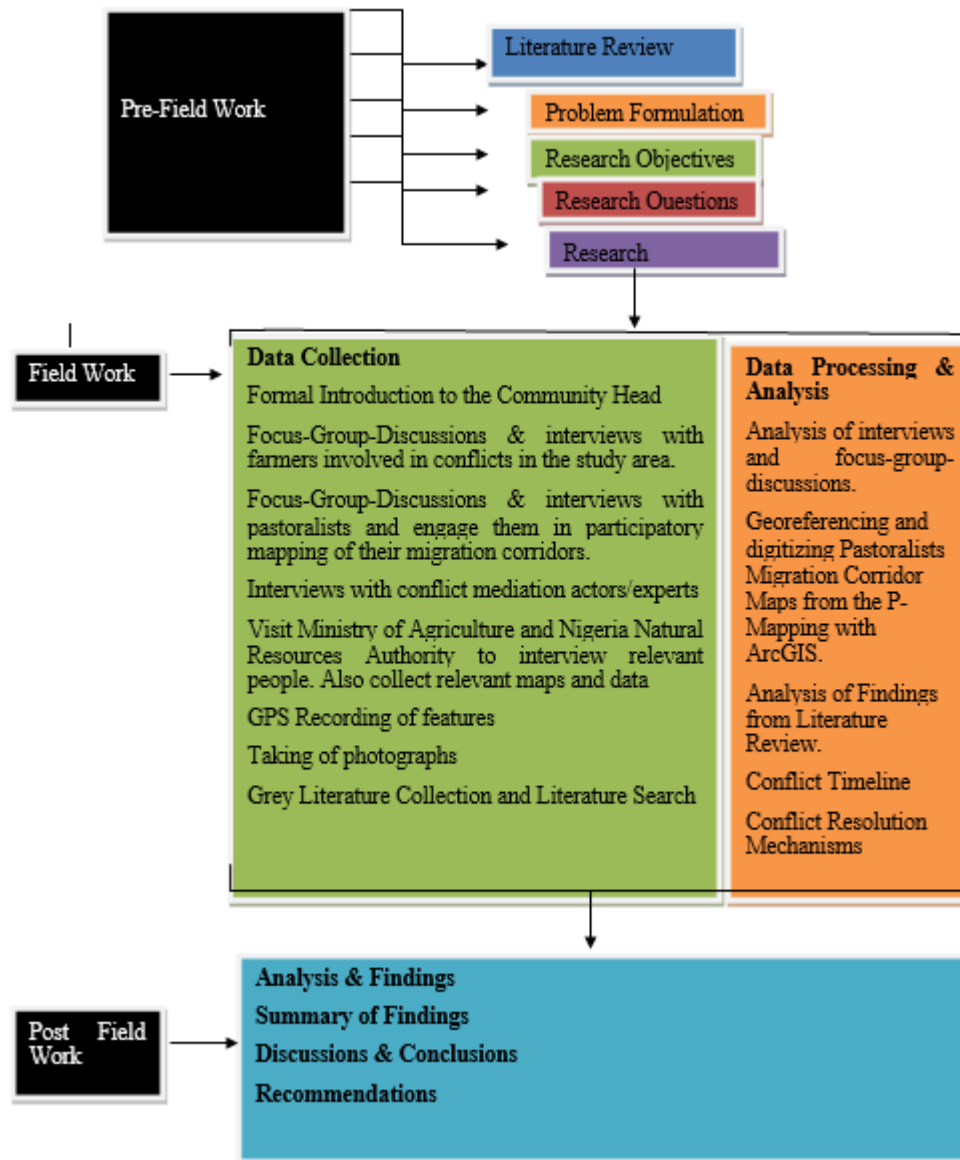 Pre-Field Work
Literature Review
Problem Formulation
Research Objectives
Research Questions
Research
Field Work
Data Collection
Formal Introduction to the Community Head
Focus-Group-Discussions & interviews with
farmers involved in conflicts in the study area.
Focus-Group-Discussions & interviews with
pastoralists and engage them in participatory
mapping of their migration corridors.
Interviews with conflict mediation actors/experts
Visit Ministry of Agriculture and Nigeria Natural
Resources Authority to interview relevant
people. Also collect relevant maps and data
GPS Recording of features
Taking of photographs
Grey Literature Collection and Literature Search
Data Processing &
Analysis
Analysis of interviews
and focus-group-
discussions.
Georeferencing and
digitizing Pastoralists
Migration Corridor
Maps from the P-
Mapping with
ArcGIS.
Analysis of Findings
from Literature
Review.
Conflict Timeline
Conflict Resolution
Mechanisms
Post Field
Work
Analysis & Findings
Summary of Findings
Discussions & Conclusions
Recommendations